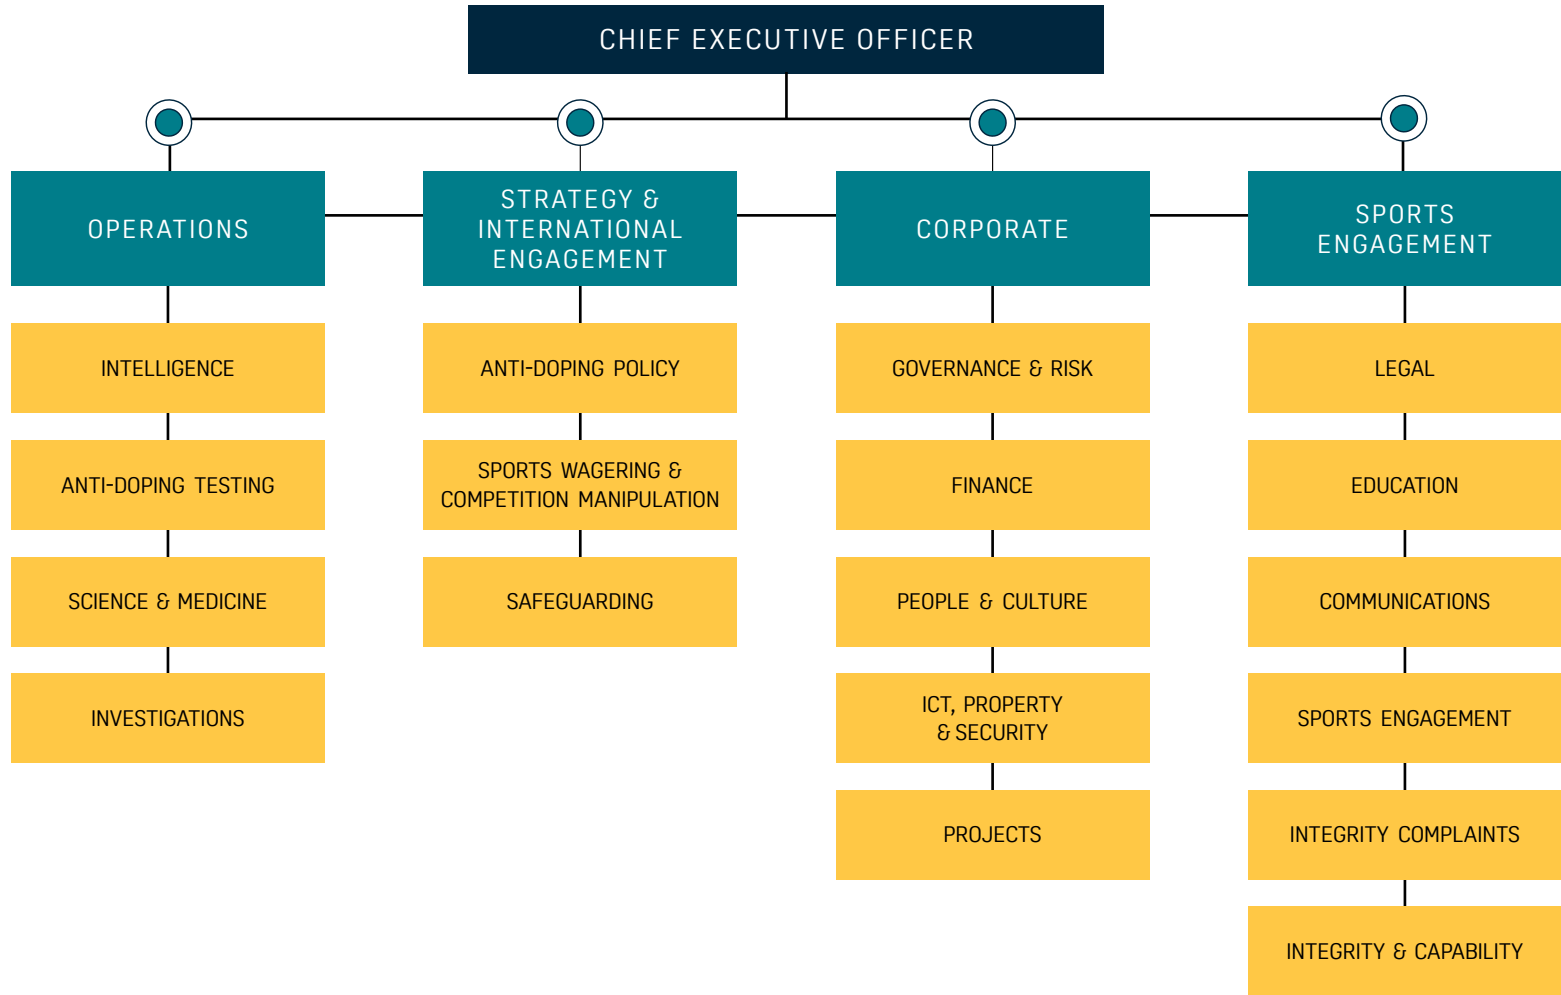 CHIEF EXECUTIVE OFFICER
OPERATIONS
STRATEGY &
INTERNATIONAL
ENGAGEMENT
CORPORATE
SPORTS
ENGAGEMENT
INTELLIGENCE
ANTI-DOPING TESTING
SCIENCE & MEDICINE
INVESTIGATIONS
ANTI-DOPING POLICY
SPORTS WAGERING &
COMPETITION MANIPULATION
SAFEGUARDING
GOVERNANCE & RISK
FINANCE
PEOPLE & CULTURE
ICT, PROPERTY
& SECURITY
PROJECTS
LEGAL
EDUCATION
COMMUNICATIONS
SPORTS ENGAGEMENT
INTEGRITY COMPLAINTS
INTEGRITY & CAPABILITY